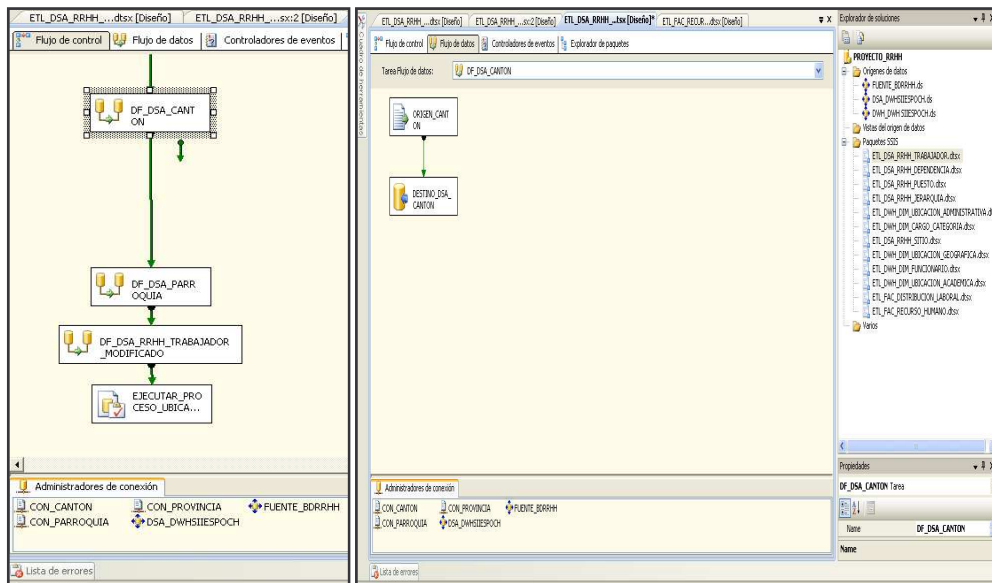 ETL_DSA_RRHH_...dtsx [Diseño]
ETL_DSA_RRHH_...sx:2 [Diseño]
Flujo de control
Flujo de datos
Controladores de eventos
DF_DSA_CANT
ON
DF_DSA_PARR
OQUIA
DF_DSA_RRHH_TRABAJADOR
_MODIFICADO
EJECUTAR_PRO
CESO_UBICA...
Administradores de conexión
CON_CANTON
CON_PROVINCIA
FUENTE_BDRRHH
CON_PARROQUIA
DSA_DWHSIIESPOCH
Lista de errores
Cuadro de herramientas
ETL_DSA_RRHH_...dtsx [Diseño]
ETL_DSA_RRHH_...sx:2 [Diseño]
ETL_DSA_RRHH_...tsx [Diseño]*
ETL_FAC_RECUR...dtsx [Diseño]
Flujo de control
Flujo de datos
Controladores de eventos
Explorador de paquetes
Tarea Flujo de datos:
DF_DSA_CANTON
ORIGEN_CANT
ON
DESTINO_DSA_
CANTON
Administradores de conexión
CON_CANTON
CON_PROVINCIA
FUENTE_BDRRHH
CON_PARROQUIA
DSA_DWHSIIESPOCH
Lista de errores
Explorador de soluciones
PROYECTO_RRHH
Orígenes de datos
FUENTE_BDRRHH.ds
DSA_DWHSIIESPOCH.ds
DWH_DWH SIIESPOCH.ds
Vistas del origen de datos
Paquetes SSIS
ETL_DSA_RRHH_TRABAJADOR.dtsx
ETL_DSA_RRHH_DEPENDENCIA.dtsx
ETL_DSA_RRHH_PUESTO.dtsx
ETL_DSA_RRHH_JERARQUIA.dtsx
ETL_DWH_DIM_UBICACION_ADMINISTRATIVA.dt
ETL_DWH_DIM_CARGO_CATEGORIA.dtsx
ETL_DSA_RRHH_SITIO.dtsx
ETL_DWH_DIM_UBICACION_GEOGRAFICA.dtsx
ETL_DWH_DIM_FUNCIONARIO.dtsx
ETL_DWH_DIM_UBICACION_ACADEMICA.dtsx
ETL_FAC_DISTRIBUCION_LABORAL.dtsx
ETL_FAC_RECURSO_HUMANO.dtsx
Varios
Propiedades
DF_DSA_CANTON Tarea
Name DF_DSA_CANTON
Name